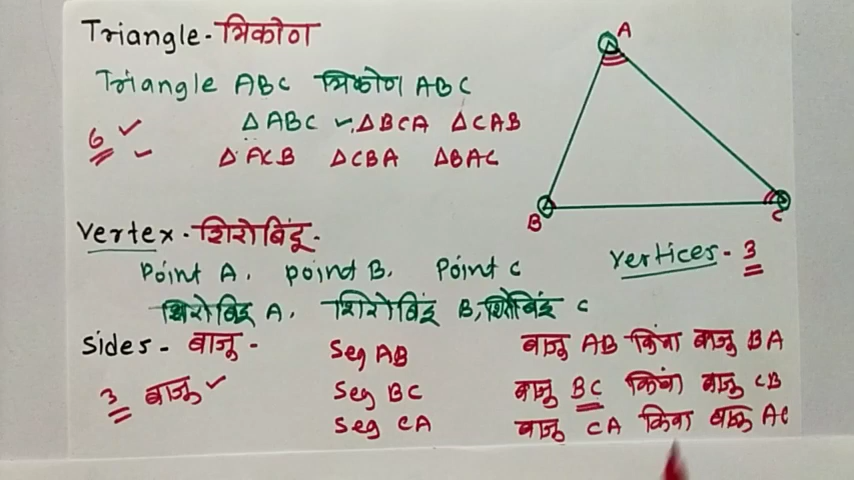 Triangle - त्रिकोण
Triangle ABC त्रिकोण ABC
6 ΔABC ΔBCA ΔCAB
ΔACB ΔCBA ΔBAC
A
B
C
Vertex - शिरोबिंदू -
Point A. point B. Point C
Vertices - 3
शिरोबिंदू A. शिरोबिंदू B, शिरोबिंदू C
Sides - बाजू -
3 बाजू
Seg AB
Seg BC
Seg CA
बाजू AB किंवा बाजू BA
बाजू BC किंवा बाजू CB
बाजू CA किंवा बाजू AC